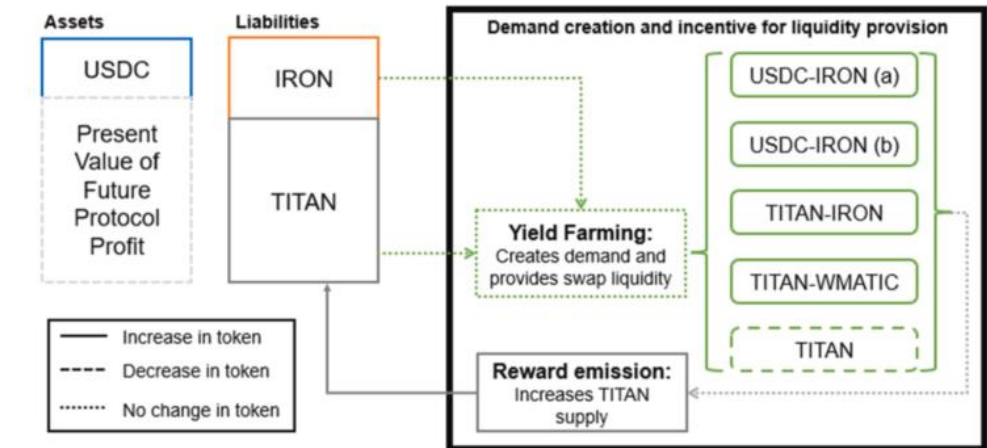 Assets
Liabilities
Demand creation and incentive for liquidity provision
USDC
Present
Value of
Future
Protocol
Profit
IRON
TITAN
Yield Farming:
Creates demand and
provides swap liquidity
USDC-IRON (a)
USDC-IRON (b)
TITAN-IRON
TITAN-WMATIC
TITAN
Reward emission:
Increases TITAN
supply
Increase in token
Decrease in token
No change in token